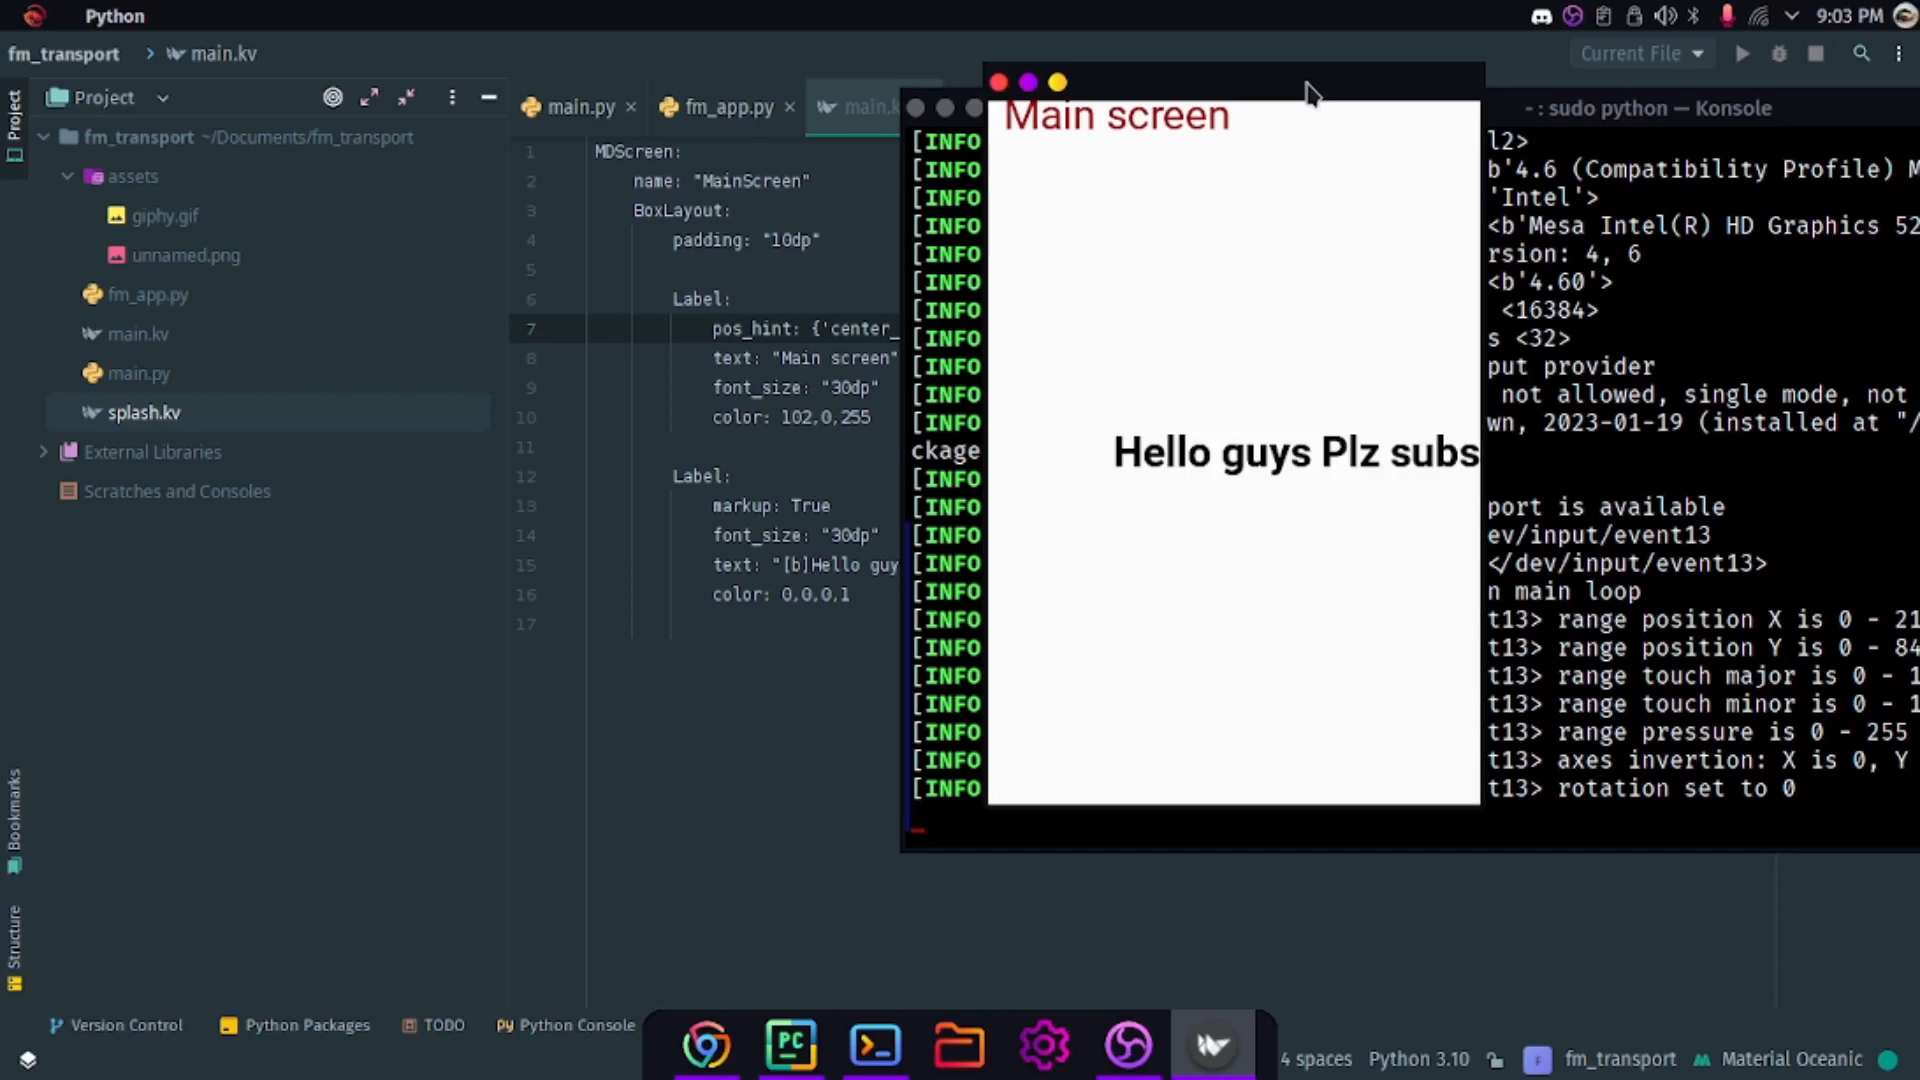 Python
9:03 PM
fm_transport > main.kv
Current File
Project
Project
fm_transport ~/Documents/fm_transport
assets
giphy.gif
unnamed.png
fm_app.py
main.kv
main.py
splash.kv
External Libraries
Scratches and Consoles
Bookmarks
Structure
main.py
fm_app.py
main.k
1 MDScreen:
2 name: "MainScreen"
3 BoxLayout:
4 padding: "10dp"
5
6 Label:
7 pos_hint: {'center_
8 text: "Main screen"
9 font_size: "30dp"
10 color: 102,0,255
11
12 Label:
13 markup: True
14 font_size: "30dp"
15 text: "[b]Hello guy
16 color: 0,0,0,1
17
Main screen
Hello guys Plz subs
- : sudo python — Konsole
[INFO l2>
[INFO b'4.6 (Compatibility Profile) M
[INFO 'Intel'>
[INFO <b'Mesa Intel(R) HD Graphics 52
[INFO rsion: 4, 6
[INFO <b'4.60'>
[INFO <16384>
[INFO s <32>
[INFO put provider
[INFO not allowed, single mode, not
[INFO wn, 2023-01-19 (installed at "/
ckage
[INFO
[INFO port is available
[INFO ev/input/event13
[INFO </dev/input/event13>
[INFO n main loop
[INFO t13> range position X is 0 - 21
[INFO t13> range position Y is 0 - 84
[INFO t13> range touch major is 0 - 1
[INFO t13> range touch minor is 0 - 1
[INFO t13> range pressure is 0 - 255
[INFO t13> axes invertion: X is 0, Y
[INFO t13> rotation set to 0
Version Control
Python Packages
TODO
Python Console
PC
4 spaces
Python 3.10
fm_transport
Material Oceanic